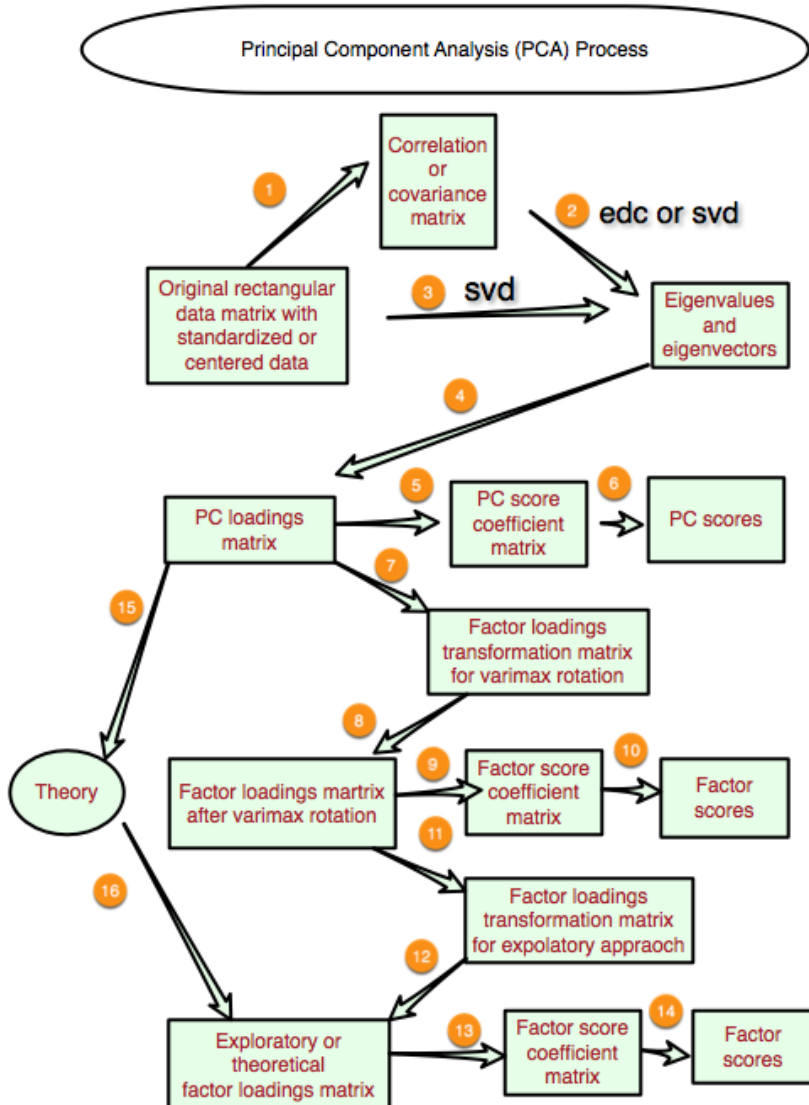 Principal Component Analysis (PCA) Process
Correlation
or
covariance
matrix
1
2
edc or svd
Original rectangular
data matrix with
standardized or
centered data
3
svd
Eigenvalues
and
eigenvectors
4
PC loadings
matrix
5
PC score
coefficient
matrix
6
PC scores
7
15
Factor loadings
transformation matrix
for varimax rotation
8
Theory
Factor loadings martrix
after varimax rotation
9
Factor score
coefficient
matrix
10
Factor
scores
11
16
Factor loadings
transformation matrix
for expolatory appraoch
12
Exploratory or
theoretical
factor loadings matrix
13
Factor score
coefficient
matrix
14
Factor
scores